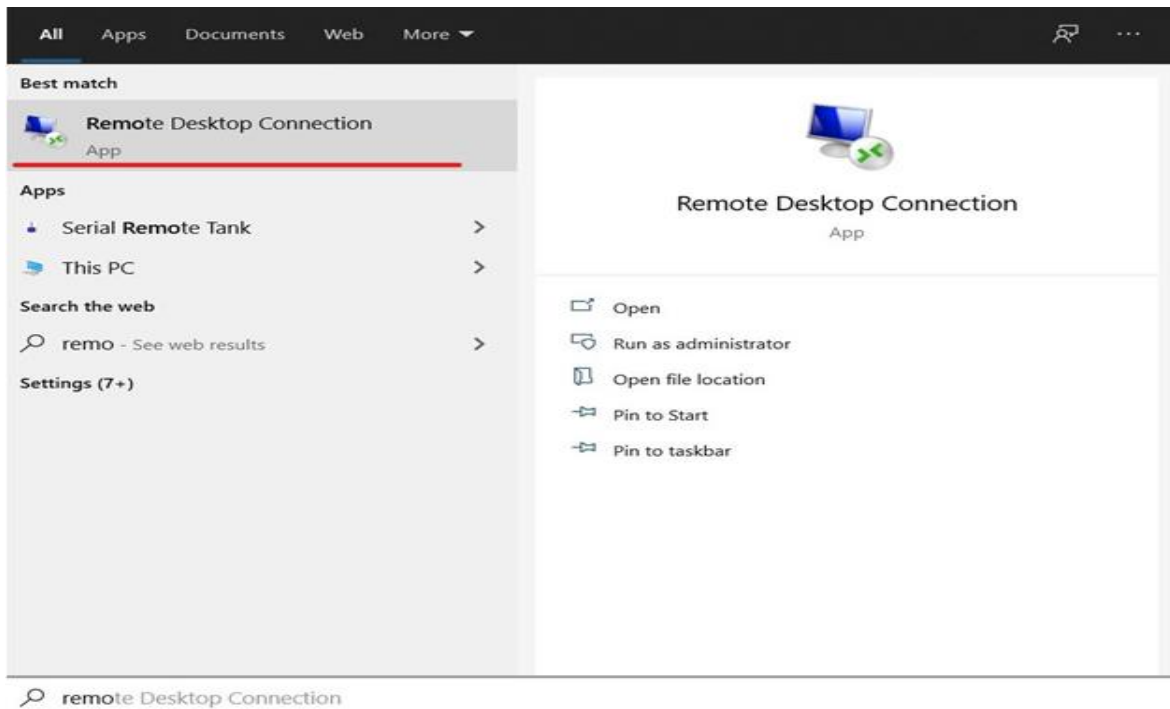 All Apps Documents Web More
Best match
Remote Desktop Connection
App
Apps
Serial Remote Tank
This PC
Search the web
remo - See web results
Settings (7+)
Remote Desktop Connection
App
Open
Run as administrator
Open file location
Pin to Start
Pin to taskbar
remote Desktop Connection